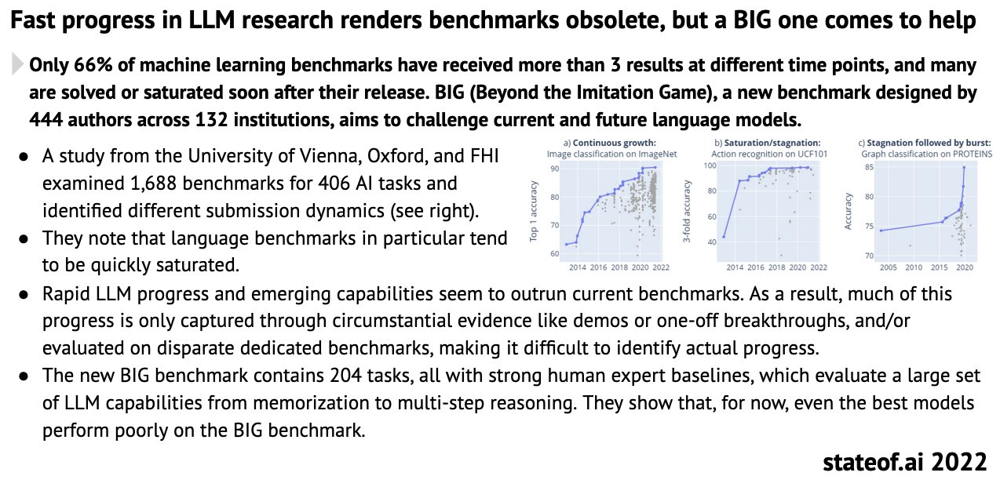 Fast progress in LLM research renders benchmarks obsolete, but a BIG one comes to help
Only 66% of machine learning benchmarks have received more than 3 results at different time points, and many
are solved or saturated soon after their release. BIG (Beyond the Imitation Game), a new benchmark designed by
444 authors across 132 institutions, aims to challenge current and future language models.
● A study from the University of Vienna, Oxford, and FHI
examined 1,688 benchmarks for 406 AI tasks and
identified different submission dynamics (see right).
● They note that language benchmarks in particular tend
to be quickly saturated.
a) Continuous growth:
Image classification on ImageNet
Top 1 accuracy
90
80
70
60
2014 2016 2018 2020 2022
b) Saturation/stagnation:
Action recognition on UCF101
3-fold accuracy
100
80
60
40
2014 2016 2018 2020 2022
c) Stagnation followed by burst:
Graph classification on PROTEINS
Accuracy
85
80
75
70
2005 2010 2015 2020
● Rapid LLM progress and emerging capabilities seem to outrun current benchmarks. As a result, much of this
progress is only captured through circumstantial evidence like demos or one-off breakthroughs, and/or
evaluated on disparate dedicated benchmarks, making it difficult to identify actual progress.
● The new BIG benchmark contains 204 tasks, all with strong human expert baselines, which evaluate a large set
of LLM capabilities from memorization to multi-step reasoning. They show that, for now, even the best models
perform poorly on the BIG benchmark.
stateof.ai 2022